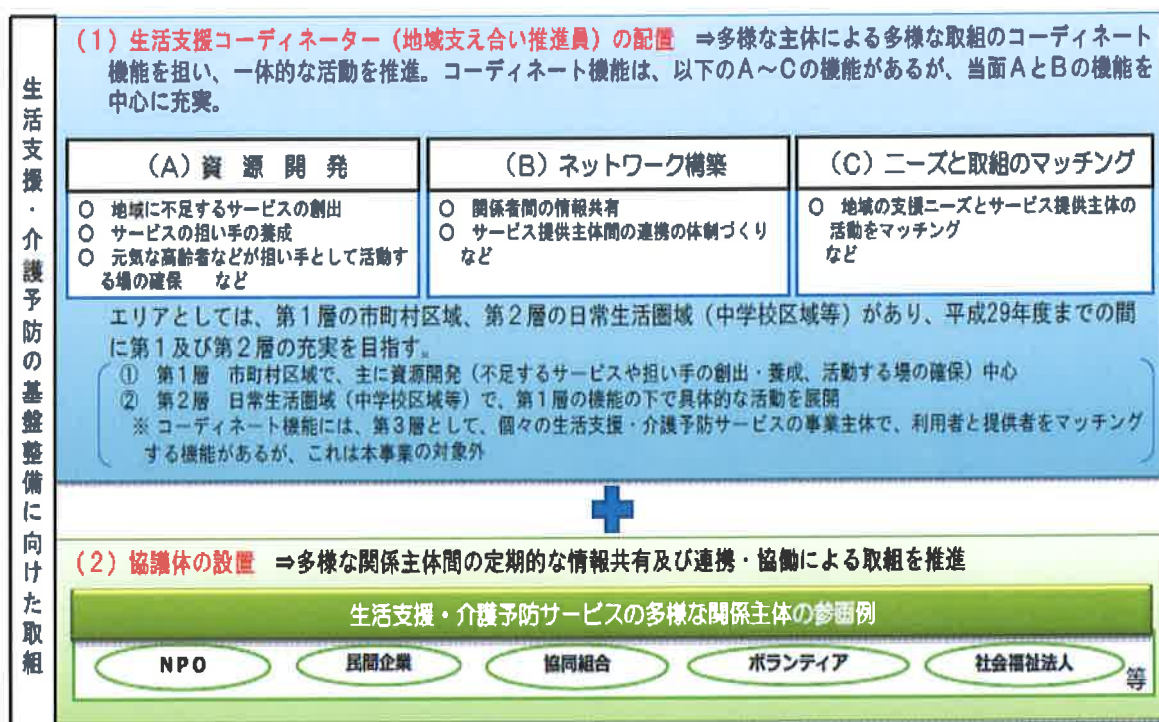 生活支援・介護予防の基盤整備に向けた取組
(1)生活支援コーディネーター(地域支え合い推進員)の配置 ⇒多様な主体による多様な取組のコーディネート
機能を担い、一体的な活動を推進。コーディネート機能は、以下のA～Cの機能があるが、当面AとBの機能を
中心に充実。
(A)資 源 開 発
○ 地域に不足するサービスの創出
○ サービスの担い手の養成
○ 元気な高齢者などが担い手として活動す
る場の確保 など
(B)ネットワーク構築
○ 関係者間の情報共有
○ サービス提供主体間の連携の体制づくり
など
(C)ニーズと取組のマッチング
○ 地域の支援ニーズとサービス提供主体の
活動をマッチング
など
エリアとしては、第1層の市町村区域、第2層の日常生活圏域(中学校区域等)があり、平成29年度までの間
に第1及び第2層の充実を目指す。
① 第1層 市町村区域で、主に資源開発(不足するサービスや担い手の創出・養成、活動する場の確保)中心
② 第2層 日常生活圏域(中学校区域等)で、第1層の機能の下で具体的な活動を展開
※ コーディネート機能には、第3層として、個々の生活支援・介護予防サービスの事業主体で、利用者と提供者をマッチング
する機能があるが、これは本事業の対象外
(2)協議体の設置 ⇒多様な関係主体間の定期的な情報共有及び連携・協働による取組を推進
生活支援・介護予防サービスの多様な関係主体の参画例
NPO
民間企業
協同組合
ボランティア
社会福祉法人
等